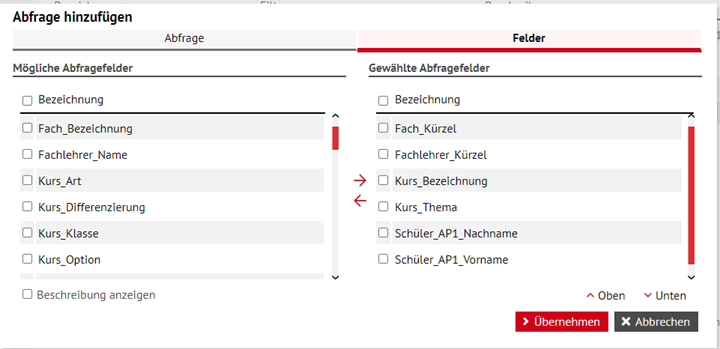 Abfrage hinzufügen
Abfrage
Felder
Mögliche Abfragefelder
Gewählte Abfragefelder
Bezeichnung
Bezeichnung
Fach_Bezeichnung
Fach_Kürzel
Fachlehrer_Name
Fachlehrer_Kürzel
Kurs_Art
Kurs_Bezeichnung
Kurs_Differenzierung
Kurs_Thema
Kurs_Klasse
Schüler_AP1_Nachname
Kurs_Option
Schüler_AP1_Vorname
Beschreibung anzeigen
Oben
Unten
Übernehmen
Abbrechen